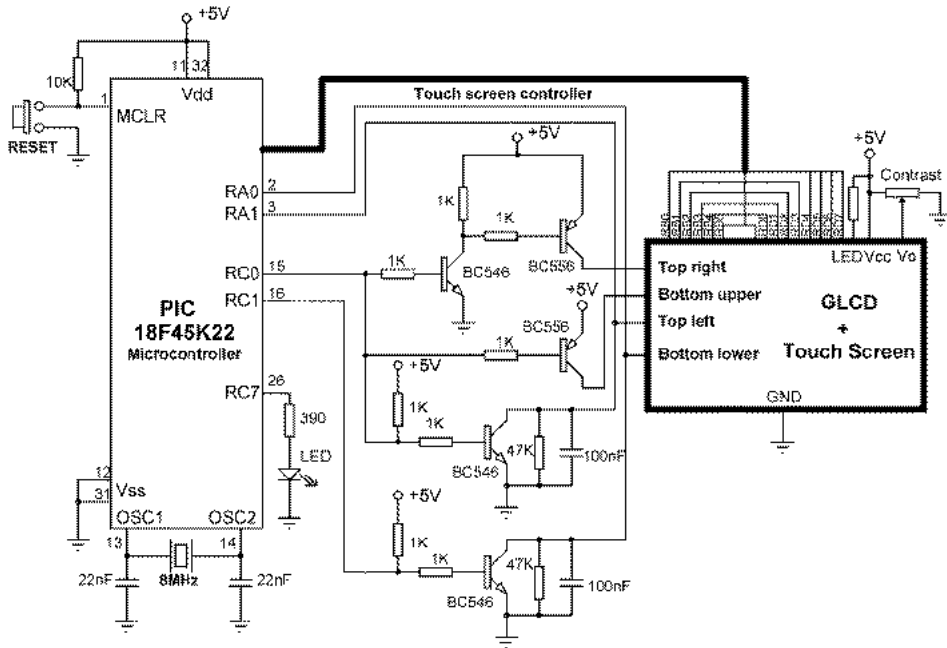 +5V
10K
11 32
Vdd
1
MCLR
RESET
Touch screen controller
+5V
+5V
Contrast
RA0 2
RA1 3
1K
1K
BC546
BC556
LED Vcc Vo
RC0 15
1K
RC1 16
PIC
18F45K22
Microcontroller
Top right
Bottom upper
Top left
Bottom lower
GLCD
+
Touch Screen
GND
+5V
BC556
1K
+5V
RC7 26
390
LED
1K
1K
BC546
47K
100nF
12
31
Vss
OSC1
OSC2
13
14
8MHz
22nF
22nF
+5V
1K
1K
BC546
47K
100nF